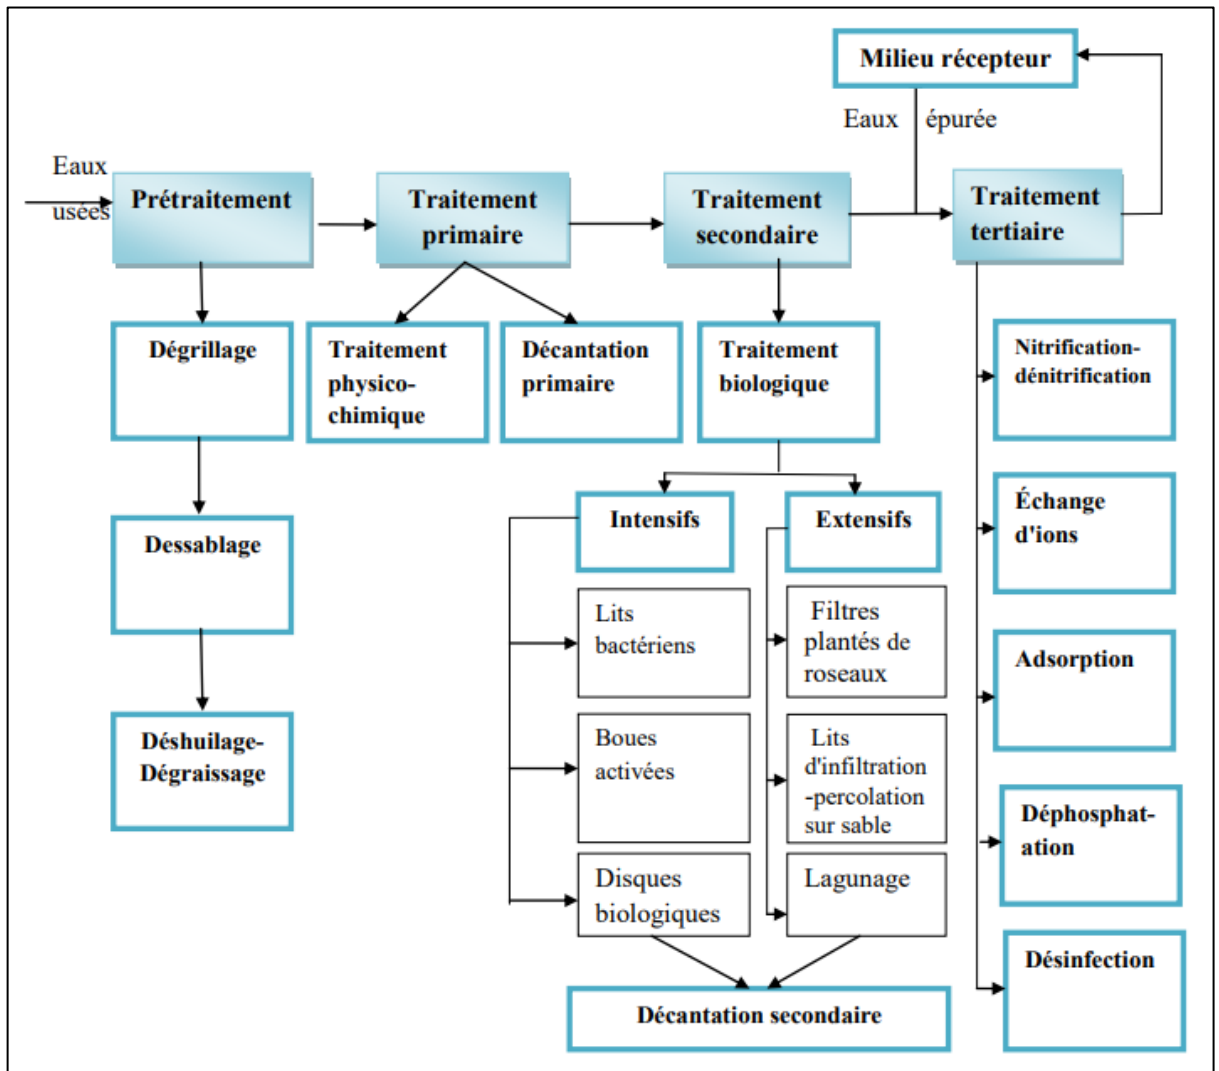 Milieu récepteur
Eaux épurée
Eaux
usées
Prétraitement
Traitement
primaire
Traitement
secondaire
Traitement
tertiaire
Dégrillage
Traitement
physico-
chimique
Décantation
primaire
Traitement
biologique
Nitrification-
dénitrification
Dessablage
Intensifs
Extensifs
Échange
d'ions
Lits
bactériens
Filtres
plantés de
roseaux
Adsorption
Déshuilage-
Dégraissage
Boues
activées
Lits
d'infiltration
-percolation
sur sable
Déphosphat-
ation
Disques
biologiques
Lagunage
Désinfection
Décantation secondaire